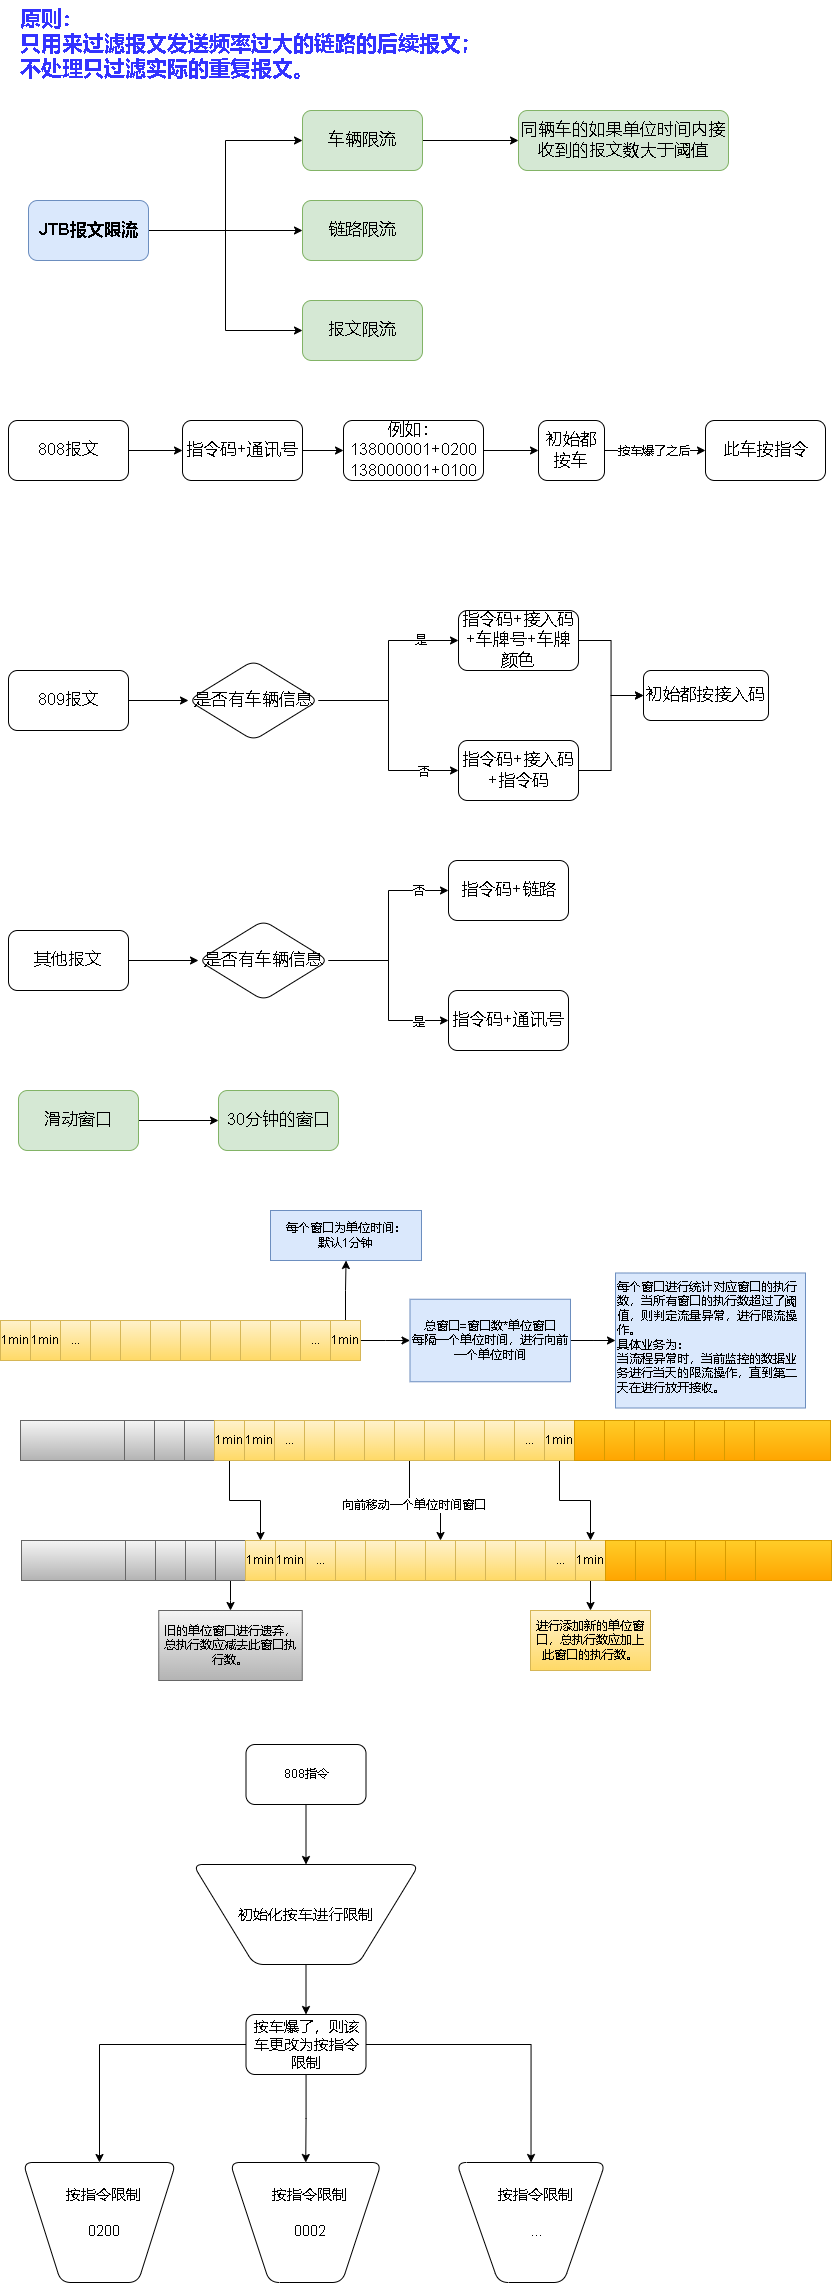 原则：
只用来过滤报文发送频率过大的链路的后续报文；
不处理只过滤实际的重复报文。
车辆限流
同辆车的如果单位时间内接
收到的报文数大于阈值
JTB报文限流
链路限流
报文限流
808报文
指令码+通讯号
例如：
138000001+0200
138000001+0100
初始都
按车
按车爆了之后
此车按指令
809报文
是否有车辆信息
是
指令码+接入码
+车牌号+车牌
颜色
否
指令码+接入码
+指令码
初始都按接入码
其他报文
是否有车辆信息
否
指令码+链路
是
指令码+通讯号
滑动窗口
30分钟的窗口
每个窗口为单位时间：
默认1分钟
1min
1min
...
...
1min
总窗口=窗口数*单位窗口
每隔一个单位时间，进行向前
一个单位时间
每个窗口进行统计对应窗口的执行
数，当所有窗口的执行数超过了阈
值，则判定流量异常，进行限流操
作。
具体业务为：
当流程异常时，当前监控的数据业
务进行当天的限流操作，直到第二
天在进行放开接收。
1min
1min
...
...
1min
向前移动一个单位时间窗口
1min
1min
...
...
1min
旧的单位窗口进行遗弃，
总执行数应减去此窗口执
行数。
进行添加新的单位窗
口，总执行数应加上
此窗口的执行数。
808指令
初始化按车进行限制
按车爆了，则该
车更改为按指令
限制
按指令限制
0200
按指令限制
0002
按指令限制
...